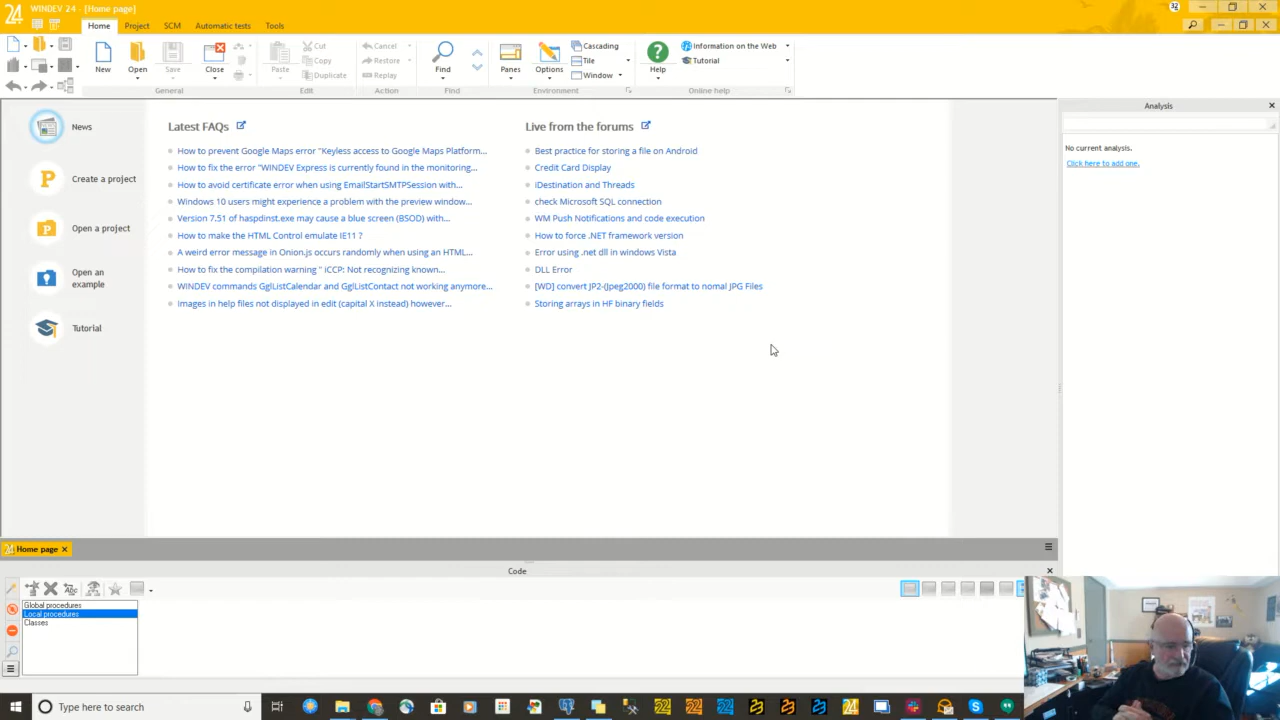 24 WINDEV 24 - [Home page]
32
Home Project SCM Automatic tests Tools
New Open Save Close
General
Paste Cut Copy Duplicate
Edit
Cancel Restore Replay
Action
Find
Find
Panes Options Cascading Tile Window
Environment
Help Information on the Web Tutorial
Online help
News
Create a project
Open a project
Open an
example
Tutorial
Latest FAQs
How to prevent Google Maps error "Keyless access to Google Maps Platform...
How to fix the error "WINDEV Express is currently found in the monitoring...
How to avoid certificate error when using EmailStartSMTPSession with...
Windows 10 users might experience a problem with the preview window...
Version 7.51 of haspdinst.exe may cause a blue screen (BSOD) with...
How to make the HTML Control emulate IE11 ?
A weird error message in Onion.js occurs randomly when using an HTML...
How to fix the compilation warning " iCCP: Not recognizing known...
WINDEV commands GglListCalendar and GglListContact not working anymore...
Images in help files not displayed in edit (capital X instead) however...
Live from the forums
Best practice for storing a file on Android
Credit Card Display
iDestination and Threads
check Microsoft SQL connection
WM Push Notifications and code execution
How to force .NET framework version
Error using .net dll in windows Vista
DLL Error
[WD] convert JP2-(Jpeg2000) file format to nomal JPG Files
Storing arrays in HF binary fields
Analysis
No current analysis.
Click here to add one.
24 Home page
Code
Global procedures
Local procedures
Classes
Type here to search